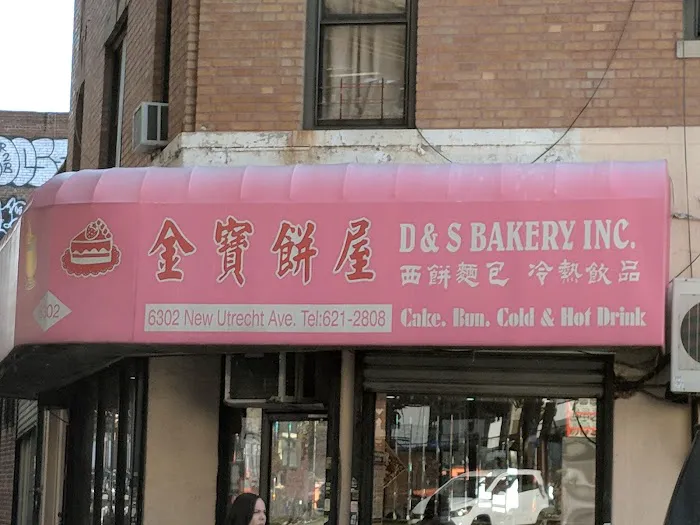 金寶餅屋
D & S BAKERY INC.
西餅麵包 冷熱飲品
6302 New Utrecht Ave. Tel:621-2808
Cake. Bun. Cold & Hot Drink